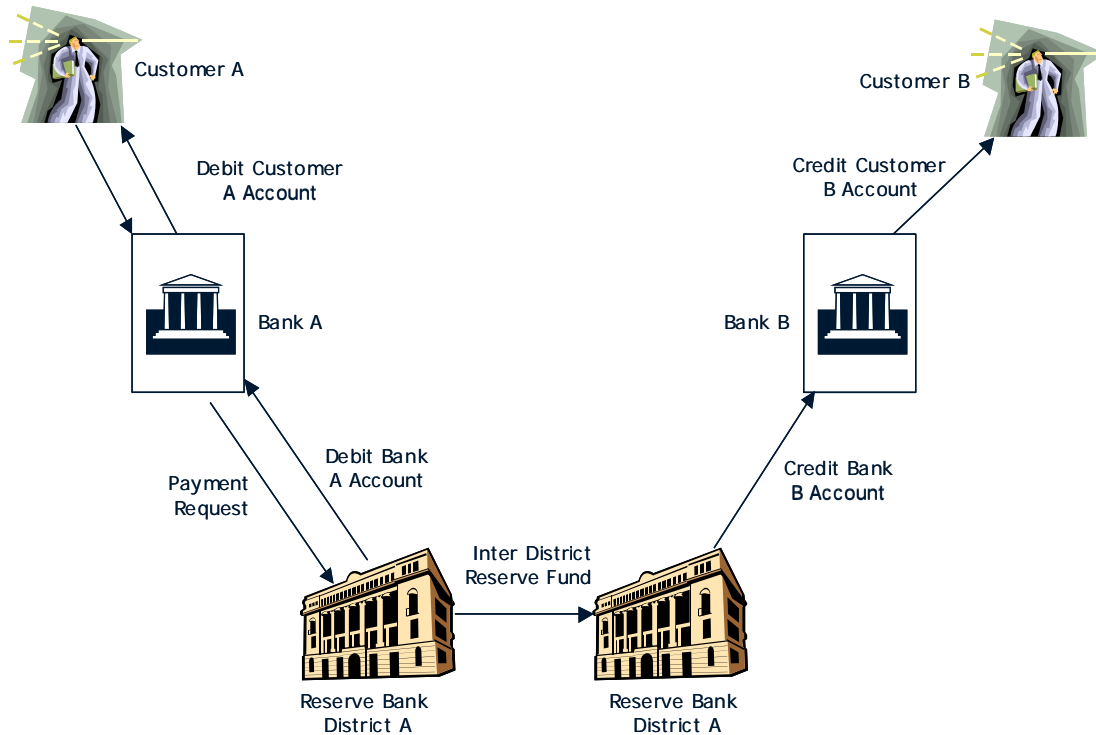 Customer A
Customer B
Debit Customer
A Account
Credit Customer
B Account
Bank A
Bank B
Payment
Request
Debit Bank
A Account
Credit Bank
B Account
Inter District
Reserve Fund
Reserve Bank
District A
Reserve Bank
District A